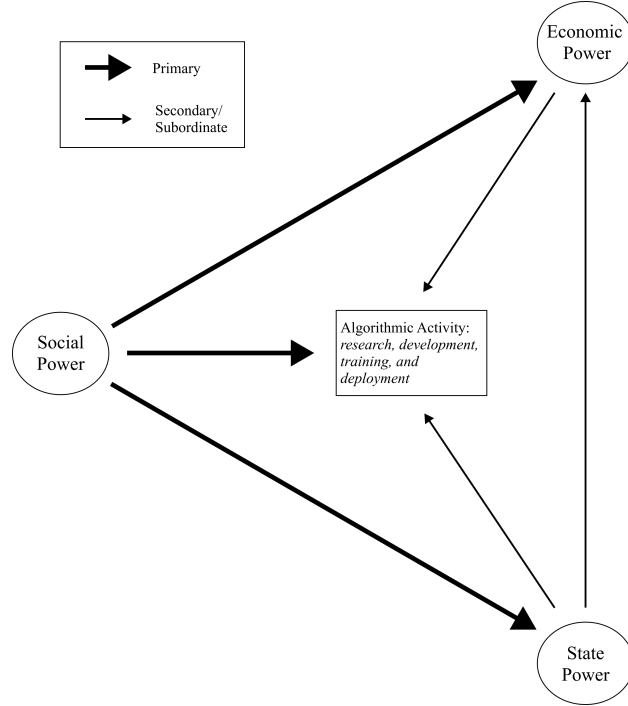 Economic
Power
Primary
Secondary/
Subordinate
Social
Power
Algorithmic Activity:
research, development,
training, and
deployment
State
Power